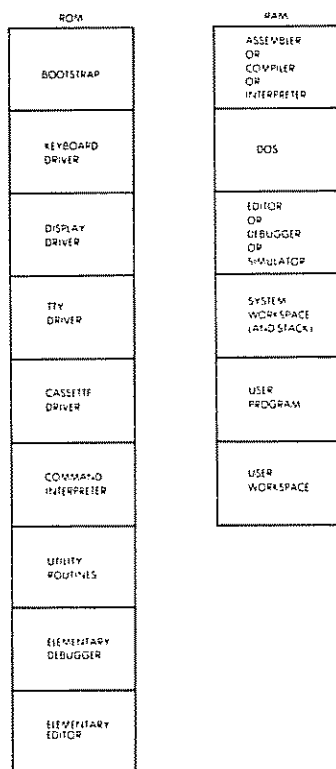 ROM
BOOTSTRAP
KEYBOARD
DRIVER
DISPLAY
DRIVER
TTY
DRIVER
CASSETTE
DRIVER
COMMAND
INTERPRETER
UTILITY
ROUTINES
ELEMENTARY
DEBUGGER
ELEMENTARY
EDITOR
RAM
ASSEMBLER
OR
COMPILER
OR
INTERPRETER
DOS
EDITOR
OR
DEBUGGER
OR
SIMULATOR
SYSTEM
WORKSPACE
(AND STACK)
USER
PROGRAM
USER
WORKSPACE